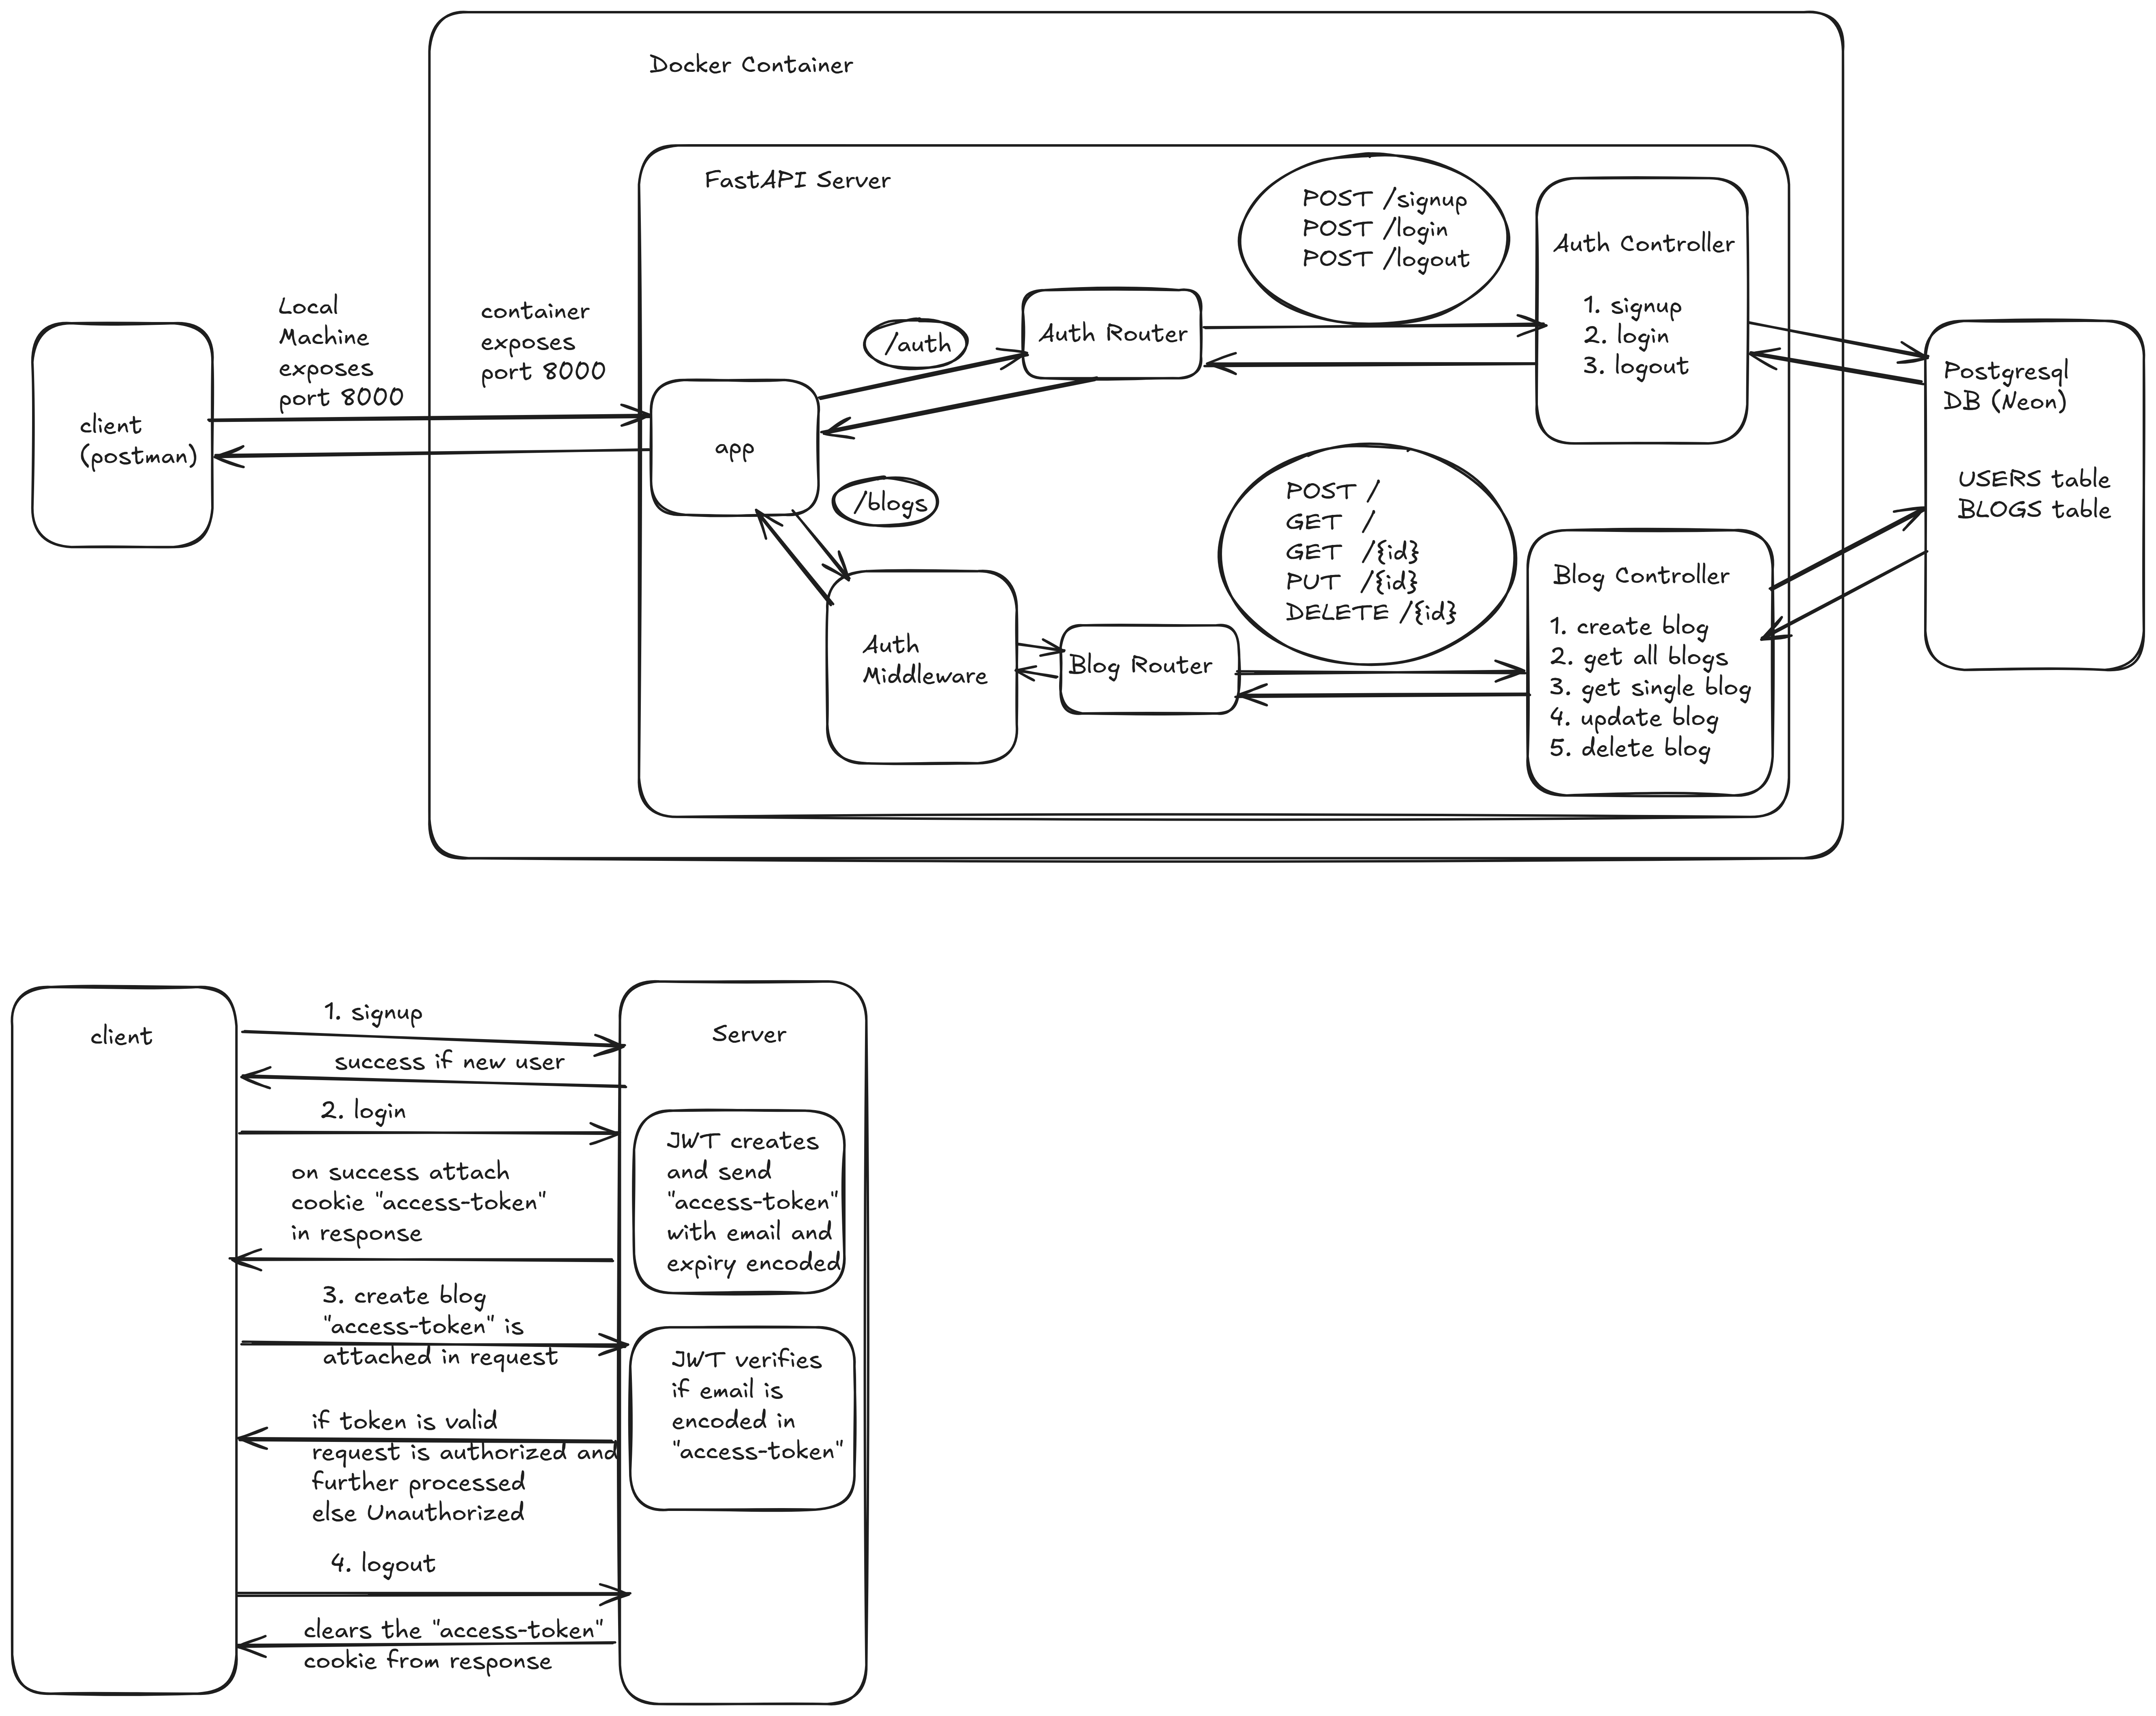 Docker Container
FastAPI Server
POST /signup
POST /login
POST /logout
Auth Controller
1. signup
2. login
3. logout
Local
Machine
exposes
port 8000
container
exposes
port 8000
/auth
Auth Router
client
(postman)
app
/blogs
Postgresql
DB (Neon)
USERS table
BLOGS table
POST /
GET /
GET /{id}
PUT /{id}
DELETE /{id}
Auth
Middleware
Blog Router
Blog Controller
1. create blog
2. get all blogs
3. get single blog
4. update blog
5. delete blog
client
1. signup
success if new user
2. login
on success attach
cookie "access-token"
in response
3. create blog
"access-token" is
attached in request
if token is valid
request is authorized and
further processed
else Unauthorized
4. logout
clears the "access-token"
cookie from response
Server
JWT creates
and send
"access-token"
with email and
expiry encoded
JWT verifies
if email is
encoded in
"access-token"